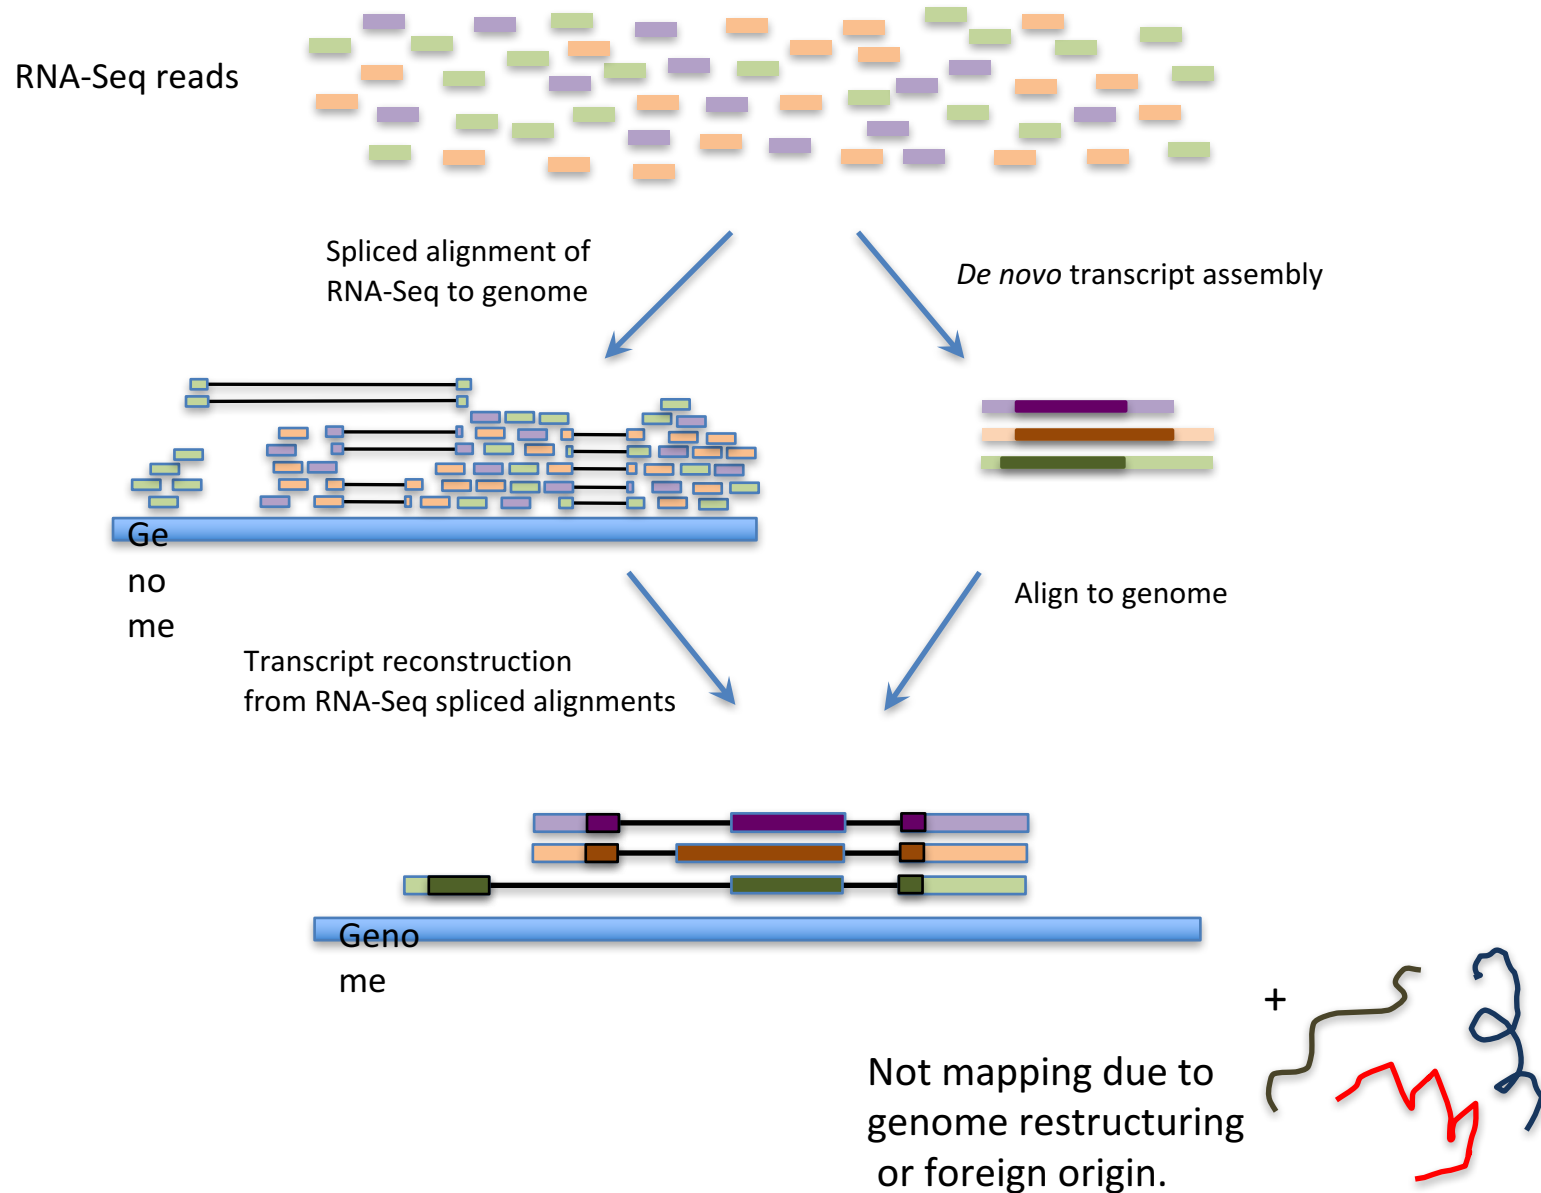 RNA-Seq reads
Spliced alignment of
RNA-Seq to genome
De novo transcript assembly
Ge
no
me
Align to genome
Transcript reconstruction
from RNA-Seq spliced alignments
Geno
me
+
Not mapping due to
genome restructuring
or foreign origin.